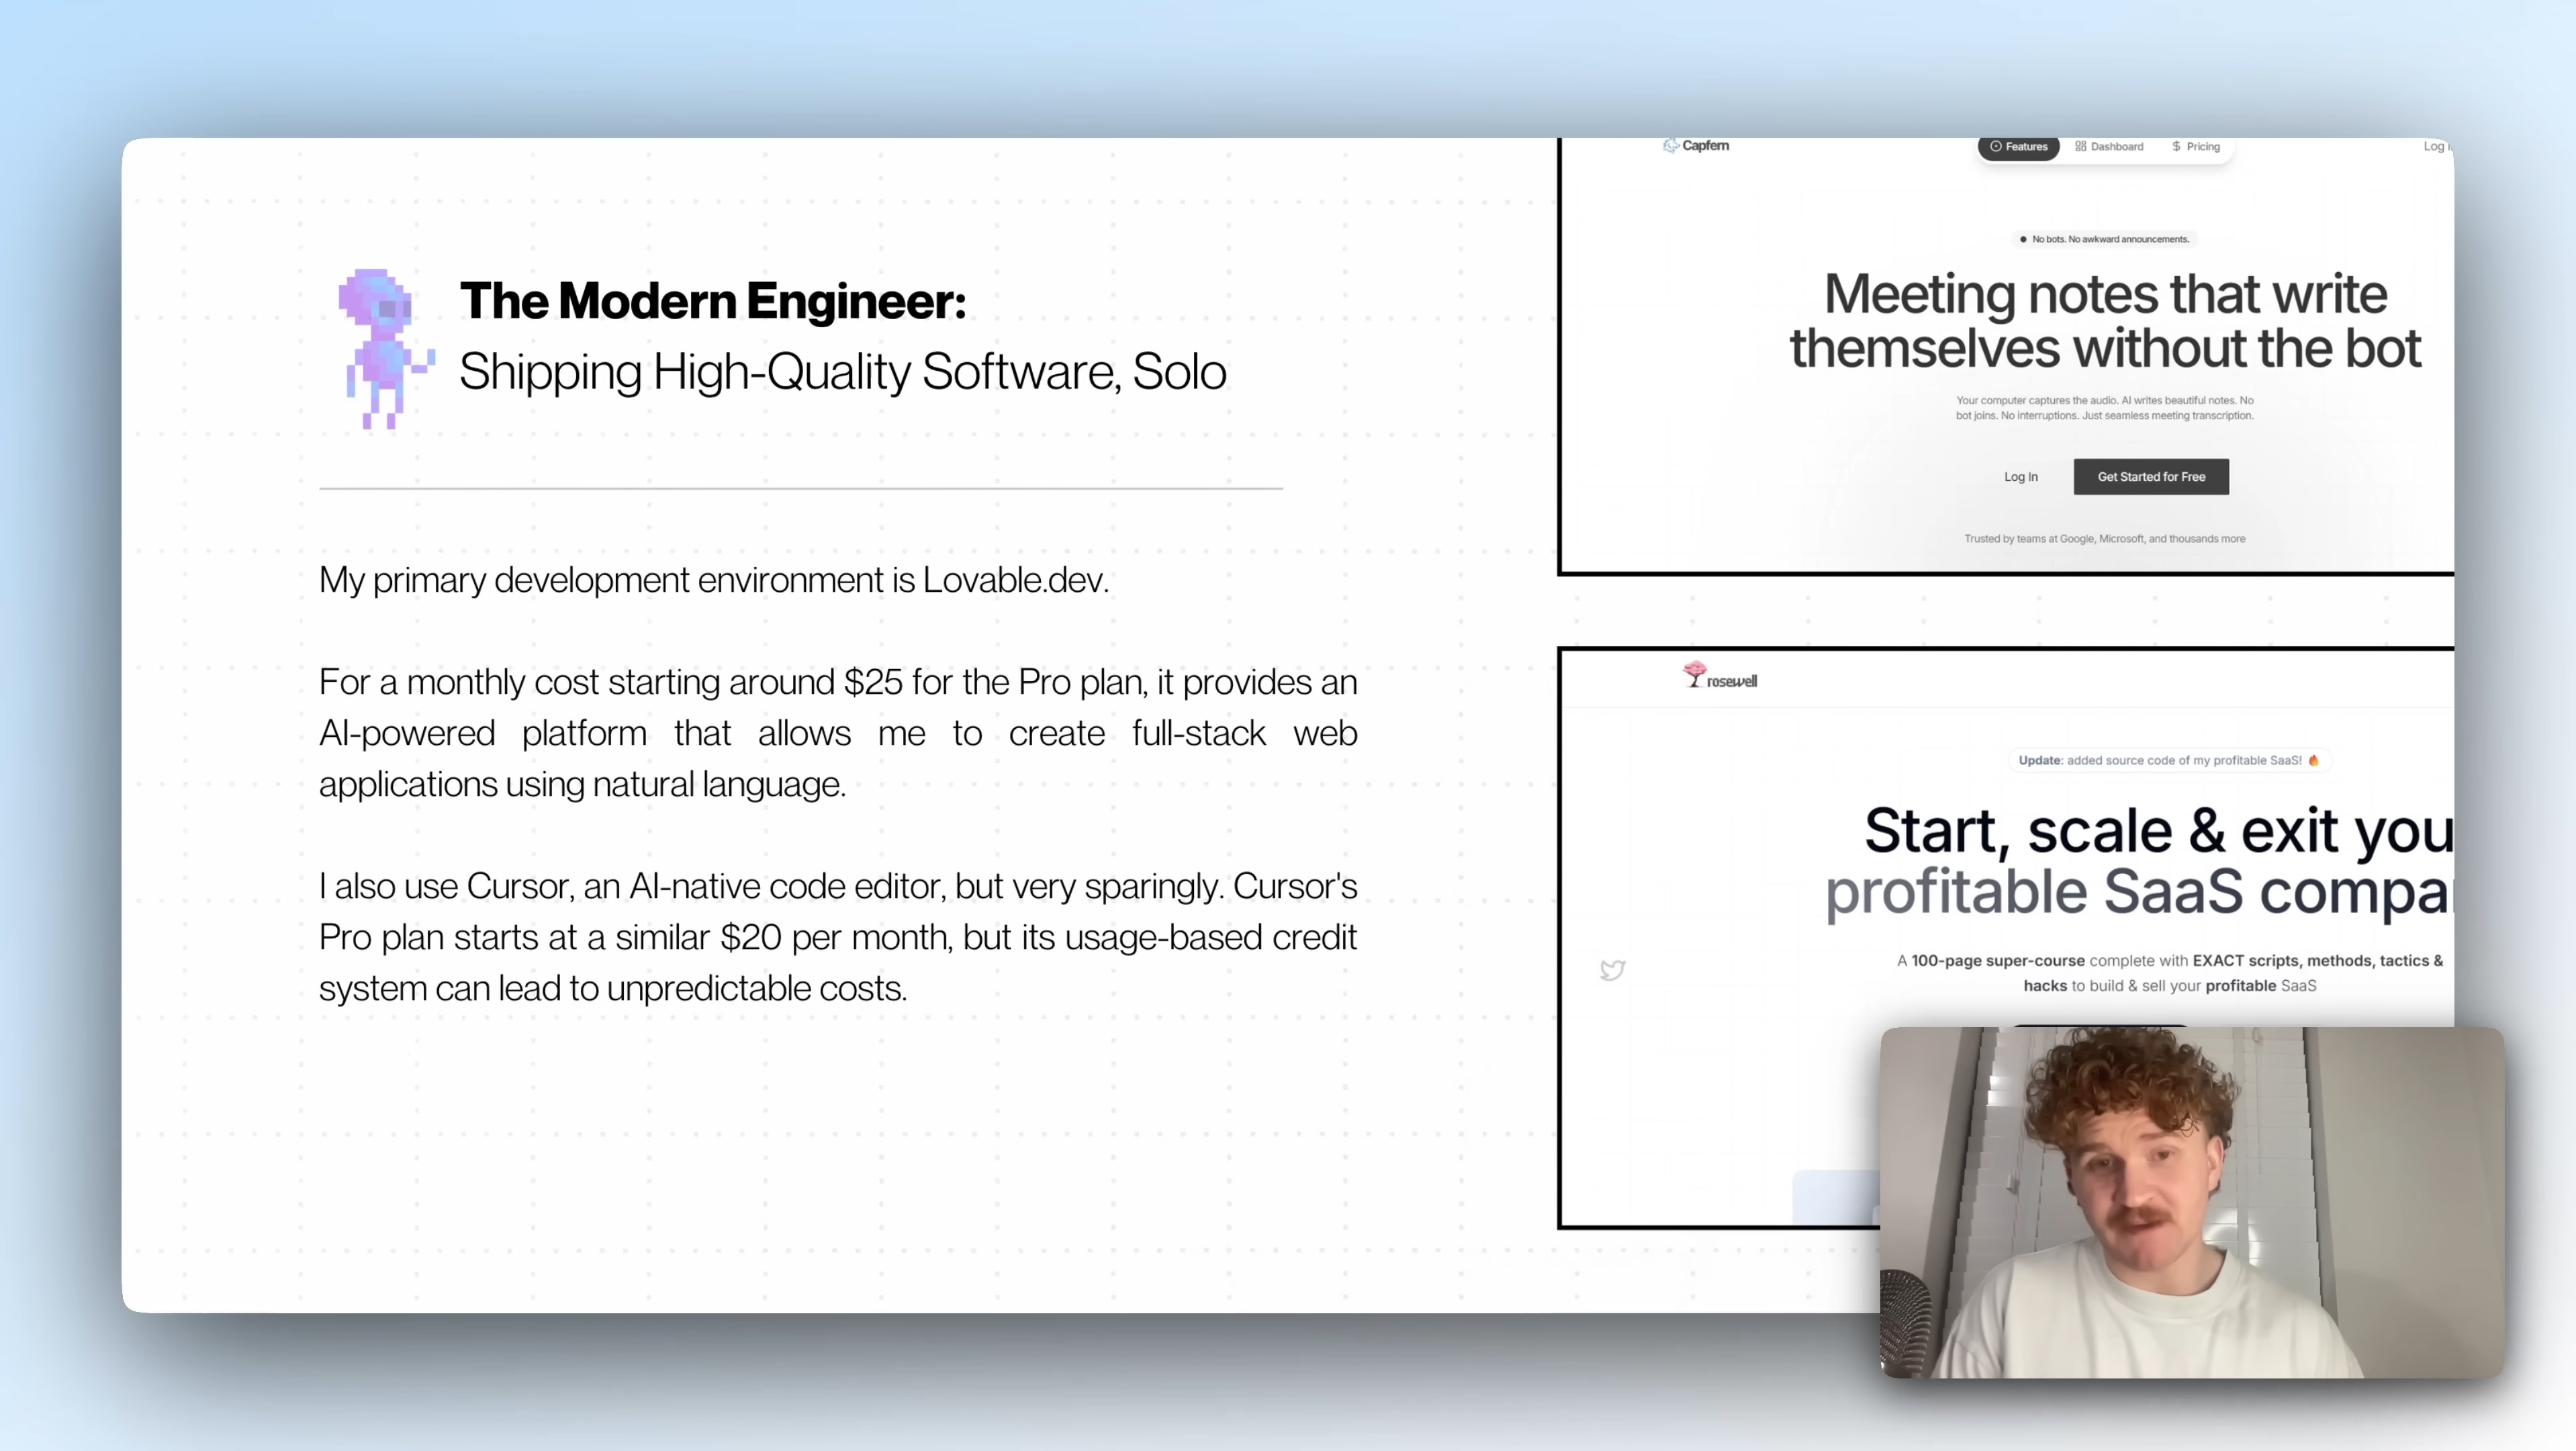 The Modern Engineer:
Shipping High-Quality Software, Solo
My primary development environment is Lovable.dev.
For a monthly cost starting around $25 for the Pro plan, it provides an
AI-powered platform that allows me to create full-stack web
applications using natural language.
I also use Cursor, an AI-native code editor, but very sparingly. Cursor's
Pro plan starts at a similar $20 per month, but its usage-based credit
system can lead to unpredictable costs.
Capfern
Features
Dashboard
$ Pricing
Log
No bots. No awkward announcements.
Meeting notes that write
themselves without the bot
Your computer captures the audio. AI writes beautiful notes. No
bot joins. No interruptions. Just seamless meeting transcription.
Log In
Get Started for Free
Trusted by teams at Google, Microsoft, and thousands more
rosewell
Update: added source code of my profitable SaaS! 🔥
Start, scale & exit you
profitable SaaS compa
A 100-page super-course complete with EXACT scripts, methods, tactics &
hacks to build & sell your profitable SaaS